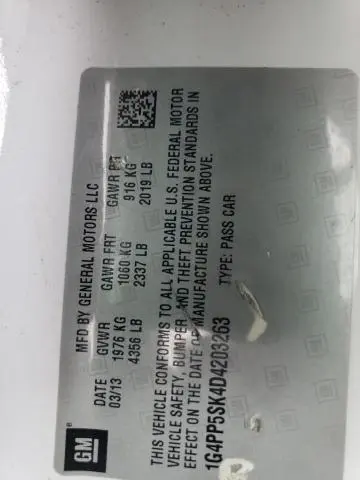 GM
®
MFD BY GENERAL MOTORS LLC
DATE GVWR GAWR FRT GAWR RR
03/13 1976 KG 1060 KG 916 KG
4356 LB 2337 LB 2019 LB
THIS VEHICLE CONFORMS TO ALL APPLICABLE U.S. FEDERAL MOTOR
VEHICLE SAFETY, BUMPER, AND THEFT PREVENTION STANDARDS IN
EFFECT ON THE DATE OF MANUFACTURE SHOWN ABOVE.
1G4PP5SK4D4203263 TYPE: PASS CAR